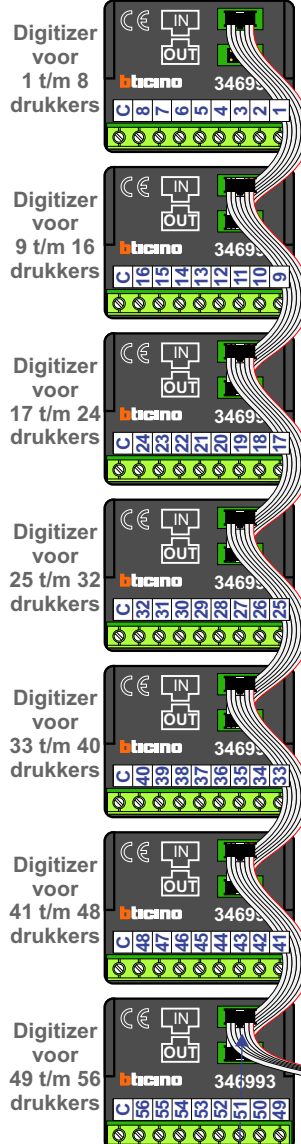 Digitizer
voor
1 t/m 8
drukkers
CE IN
OUT
bticino 34699
C 8 7 6 5 4 3 2 1
Digitizer
voor
9 t/m 16
drukkers
CE IN
OUT
bticino 34699
C 16 15 14 13 12 11 10 9
Digitizer
voor
17 t/m 24
drukkers
CE IN
OUT
bticino 34699
C 24 23 22 21 20 19 18 17
Digitizer
voor
25 t/m 32
drukkers
CE IN
OUT
bticino 34699
C 32 31 30 29 28 27 26 25
Digitizer
voor
33 t/m 40
drukkers
CE IN
OUT
bticino 34699
C 40 39 38 37 36 35 34 33
Digitizer
voor
41 t/m 48
drukkers
CE IN
OUT
bticino 34699
C 48 47 46 45 44 43 42 41
Digitizer
voor
49 t/m 56
drukkers
CE IN
OUT
bticino 346993
C 56 55 54 53 52 51 50 49